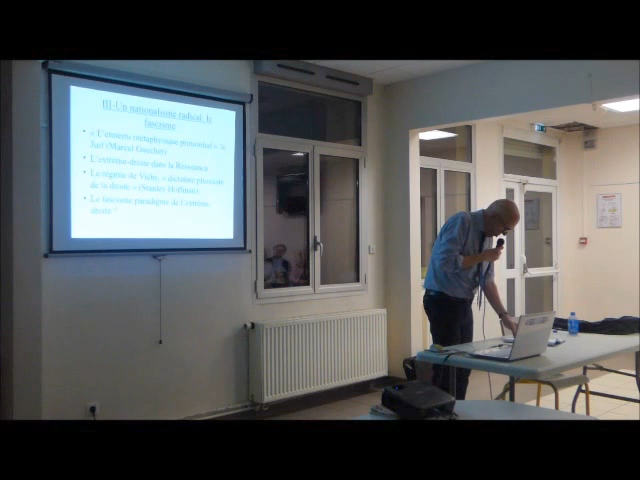 III-Un nationalisme radical: le
fascisme
• « L'ennemi métaphysique primordial », le
Juif (Marcel Gauchet)
• L'extrême-droite dans la Résistance
• Le régime de Vichy, « dictature pluraliste
de la droite » (Stanley Hoffman)
• Le fascisme paradigme de l'extrême-
droite ?